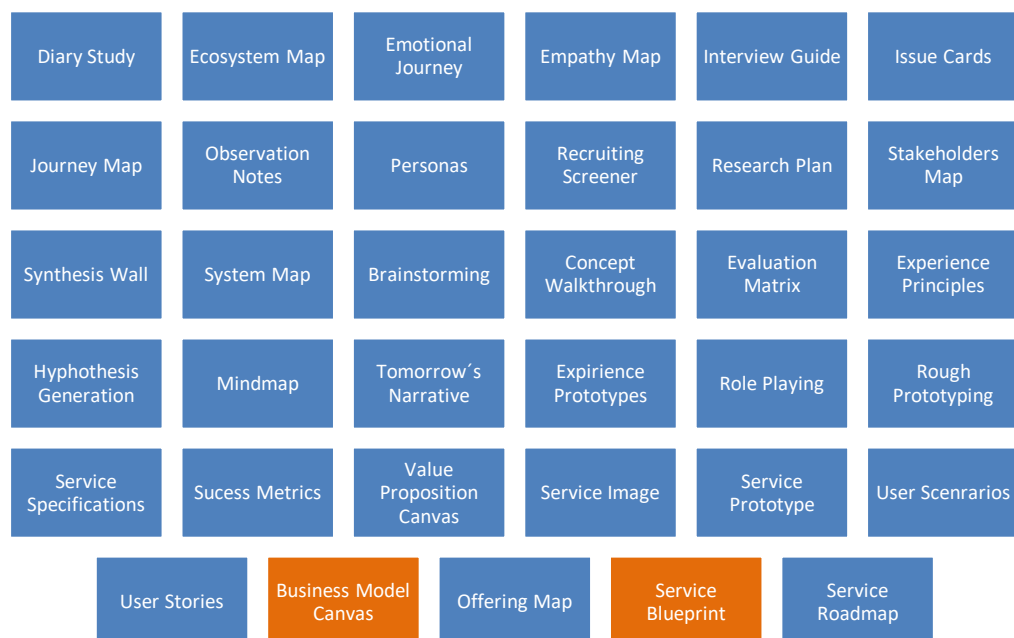 Diary Study
Ecosystem Map
Emotional
Journey
Empathy Map
Interview Guide
Issue Cards
Journey Map
Observation
Notes
Personas
Recruiting
Screener
Research Plan
Stakeholders
Map
Synthesis Wall
System Map
Brainstorming
Concept
Walkthrough
Evaluation
Matrix
Experience
Principles
Hyphothesis
Generation
Mindmap
Tomorrow´s
Narrative
Expirience
Prototypes
Role Playing
Rough
Prototyping
Service
Specifications
Sucess Metrics
Value
Proposition
Canvas
Service Image
Service
Prototype
User Scenrarios
User Stories
Business Model
Canvas
Offering Map
Service
Blueprint
Service
Roadmap